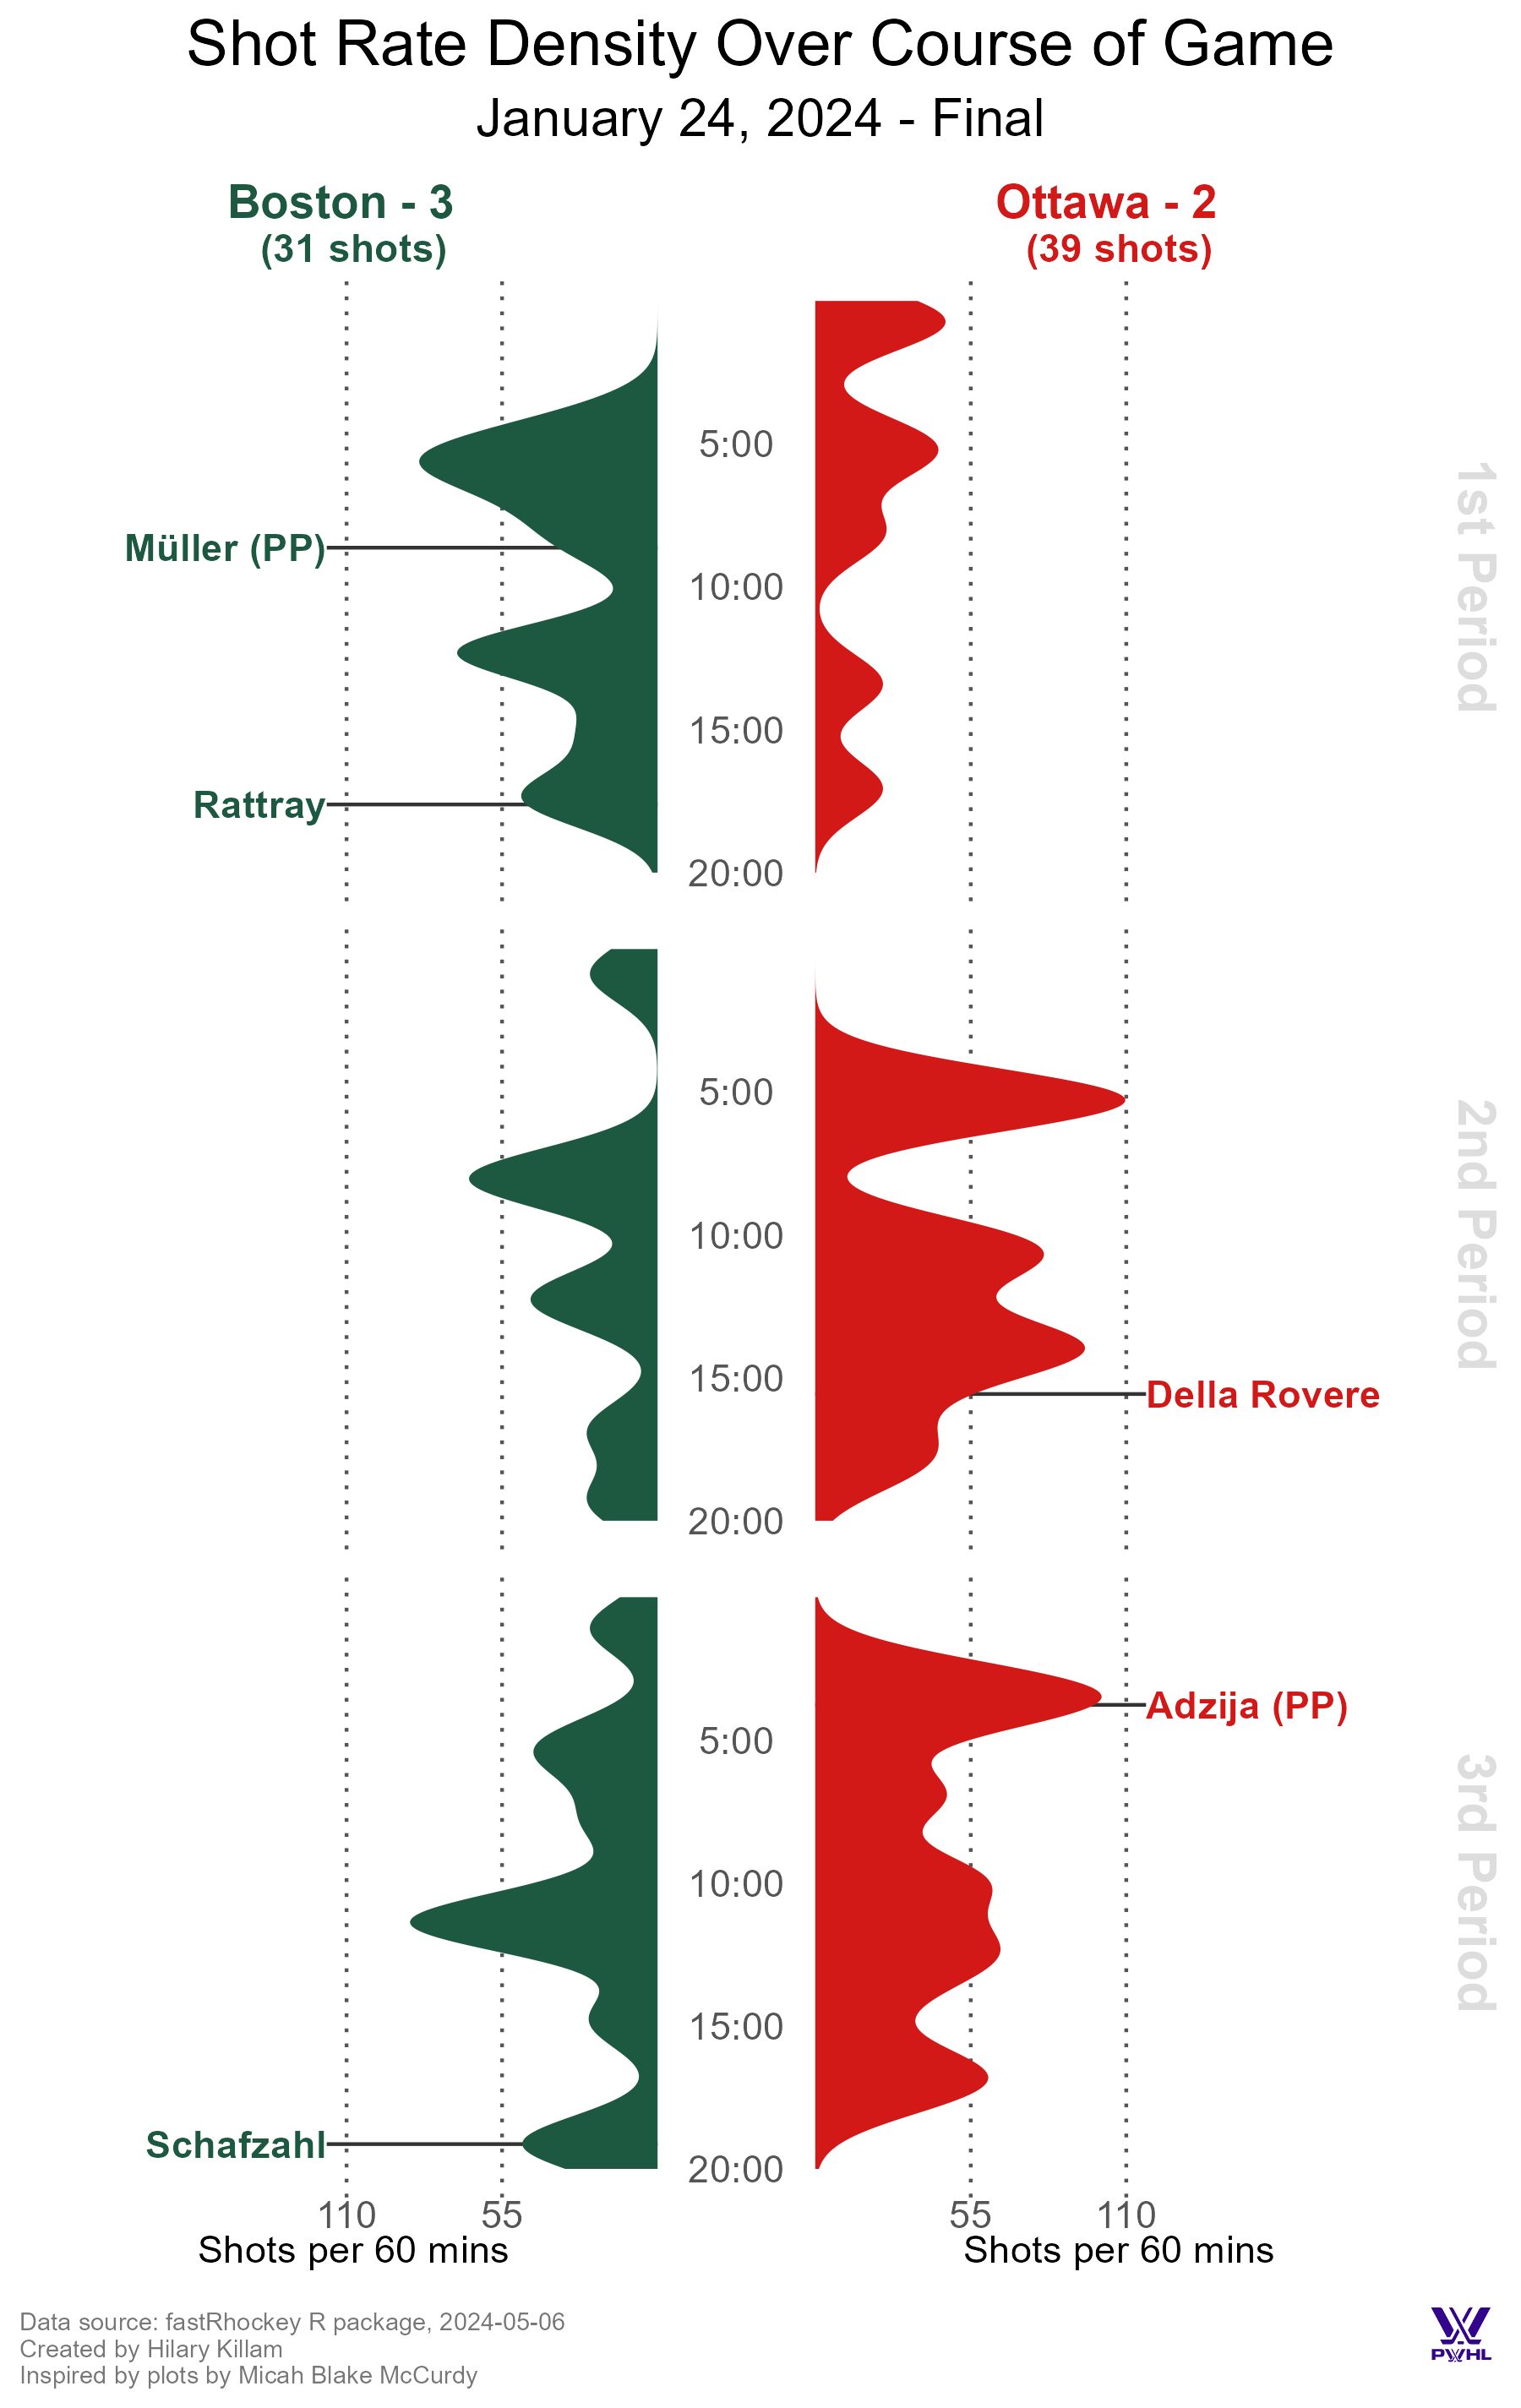 Shot Rate Density Over Course of Game
January 24, 2024 - Final
Boston - 3
(31 shots)
Ottawa - 2
(39 shots)
5:00
Müller (PP)
10:00
15:00
Rattray
20:00
1st Period
5:00
10:00
15:00
Della Rovere
20:00
2nd Period
Adzija (PP)
5:00
10:00
15:00
Schafzahl
20:00
3rd Period
110 55 55 110
Shots per 60 mins Shots per 60 mins
Data source: fastRhockey R package, 2024-05-06
Created by Hilary Killam
Inspired by plots by Micah Blake McCurdy
PWHL